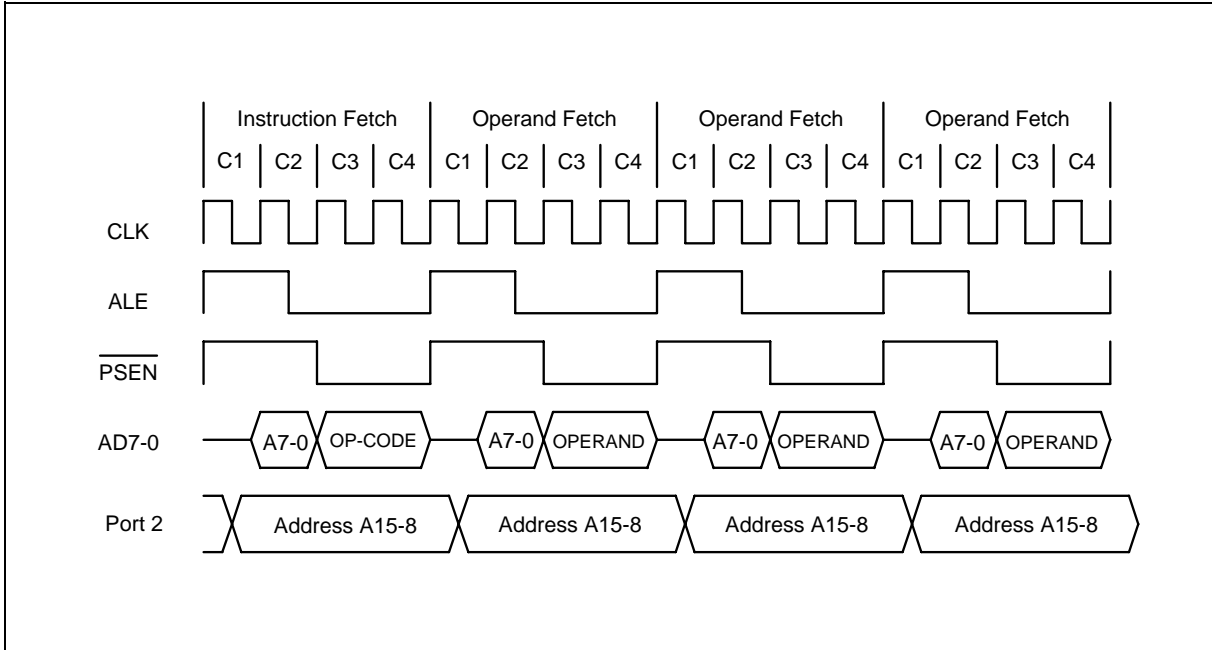 Instruction Fetch Operand Fetch Operand Fetch Operand Fetch
C1 C2 C3 C4 C1 C2 C3 C4 C1 C2 C3 C4 C1 C2 C3 C4
CLK
ALE
PSEN
AD7-0 A7-0 OP-CODE A7-0 OPERAND A7-0 OPERAND A7-0 OPERAND
Port 2 Address A15-8 Address A15-8 Address A15-8 Address A15-8